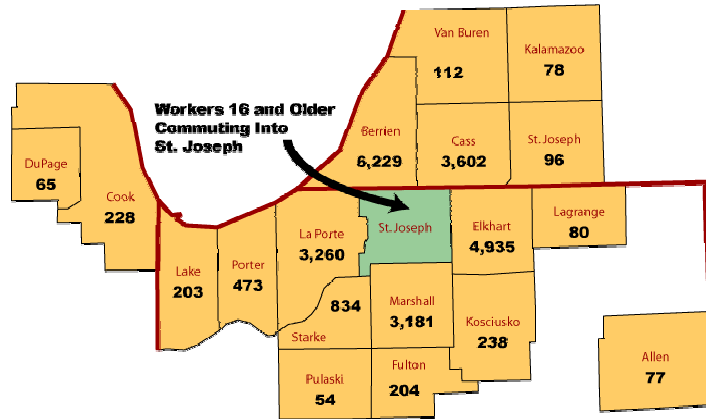 Van Buren
112
Kalamazoo
78
Workers 16 and Older
Commuting Into
St. Joseph
Berrien
6,229
Cass
3,602
St. Joseph
96
DuPage
65
Cook
228
La Porte
3,260
St. Joseph
Elkhart
4,935
Lagrange
80
Lake
203
Porter
473
834
Starke
Marshall
3,181
Kosciusko
238
Pulaski
54
Fulton
204
Allen
77